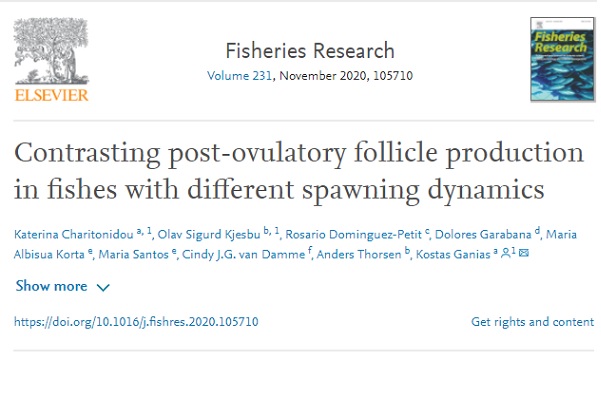 Fisheries Research
Volume 231, November 2020, 105710
ELSEVIER
Fisheries
Research
Contrasting post-ovulatory follicle production
in fishes with different spawning dynamics
Katerina Charitonidou a, 1, Olav Sigurd Kjesbu b, 1, Rosario Dominguez-Petit c, Dolores Garabana d, Maria
Albisua Korta e, Maria Santos e, Cindy J.G. van Damme f, Anders Thorsen b, Kostas Ganias a 1
Show more
https://doi.org/10.1016/j.fishres.2020.105710
Get rights and content